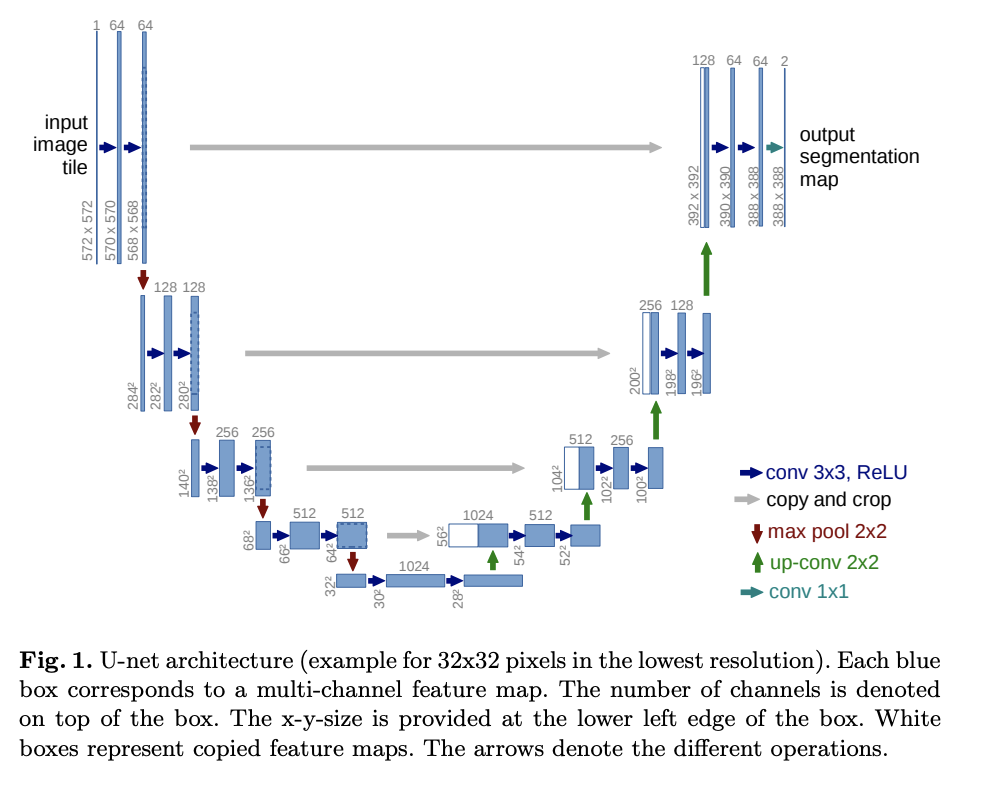 1 64 64
128 64 64 2
input
image
tile
output
segmentation
map
572 x 572
570 x 570
568 x 568
392 x 392
390 x 390
388 x 388
388 x 388
128 128
256 128
284²
282²
280²
200²
198²
196²
256 256
512 256
140²
138²
136²
104²
102²
100²
512 512
1024 512
68²
66²
64²
56²
54²
52²
1024
32²
30²
28²
conv 3x3, ReLU
copy and crop
max pool 2x2
up-conv 2x2
conv 1x1
Fig. 1. U-net architecture (example for 32x32 pixels in the lowest resolution). Each blue
box corresponds to a multi-channel feature map. The number of channels is denoted
on top of the box. The x-y-size is provided at the lower left edge of the box. White
boxes represent copied feature maps. The arrows denote the different operations.